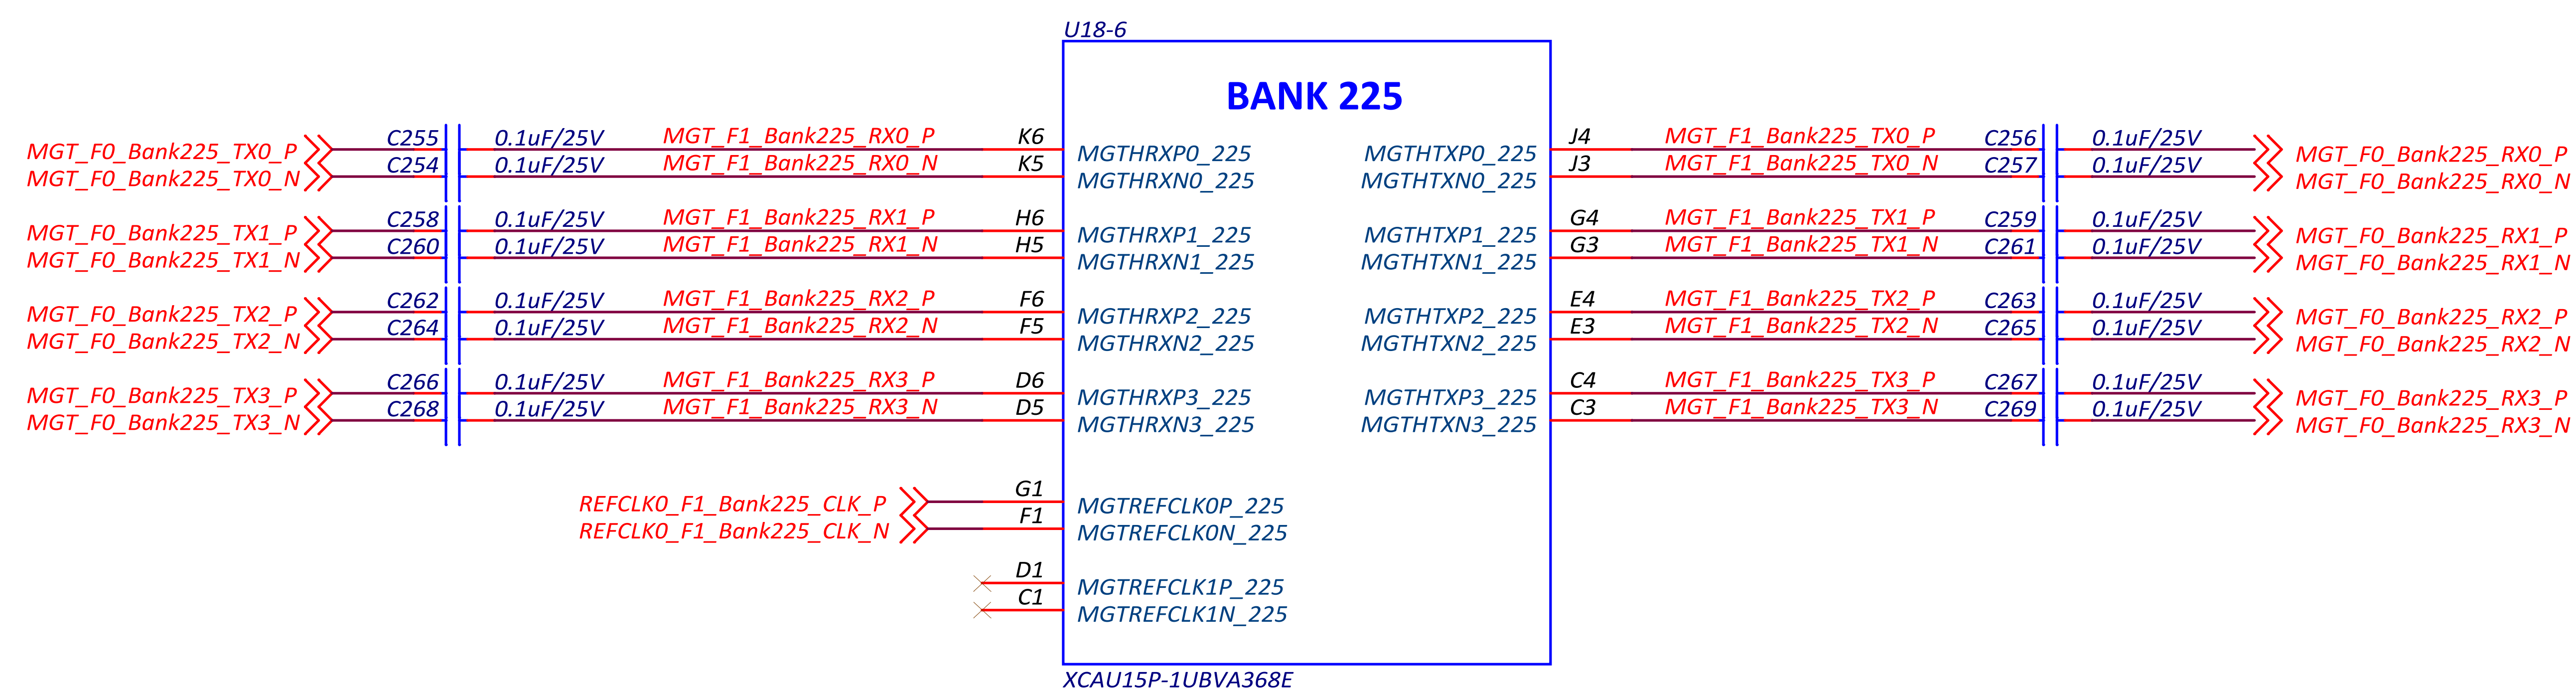 U18-6
BANK 225
MGT_F0_Bank225_TX0_P C255 0.1uF/25V MGT_F1_Bank225_RX0_P K6 MGTHRXP0_225 MGTHTXP0_225 J4 MGT_F1_Bank225_TX0_P C256 0.1uF/25V MGT_F0_Bank225_RX0_P
MGT_F0_Bank225_TX0_N C254 0.1uF/25V MGT_F1_Bank225_RX0_N K5 MGTHRXN0_225 MGTHTXN0_225 J3 MGT_F1_Bank225_TX0_N C257 0.1uF/25V MGT_F0_Bank225_RX0_N
MGT_F0_Bank225_TX1_P C258 0.1uF/25V MGT_F1_Bank225_RX1_P H6 MGTHRXP1_225 MGTHTXP1_225 G4 MGT_F1_Bank225_TX1_P C259 0.1uF/25V MGT_F0_Bank225_RX1_P
MGT_F0_Bank225_TX1_N C260 0.1uF/25V MGT_F1_Bank225_RX1_N H5 MGTHRXN1_225 MGTHTXN1_225 G3 MGT_F1_Bank225_TX1_N C261 0.1uF/25V MGT_F0_Bank225_RX1_N
MGT_F0_Bank225_TX2_P C262 0.1uF/25V MGT_F1_Bank225_RX2_P F6 MGTHRXP2_225 MGTHTXP2_225 E4 MGT_F1_Bank225_TX2_P C263 0.1uF/25V MGT_F0_Bank225_RX2_P
MGT_F0_Bank225_TX2_N C264 0.1uF/25V MGT_F1_Bank225_RX2_N F5 MGTHRXN2_225 MGTHTXN2_225 E3 MGT_F1_Bank225_TX2_N C265 0.1uF/25V MGT_F0_Bank225_RX2_N
MGT_F0_Bank225_TX3_P C266 0.1uF/25V MGT_F1_Bank225_RX3_P D6 MGTHRXP3_225 MGTHTXP3_225 C4 MGT_F1_Bank225_TX3_P C267 0.1uF/25V MGT_F0_Bank225_RX3_P
MGT_F0_Bank225_TX3_N C268 0.1uF/25V MGT_F1_Bank225_RX3_N D5 MGTHRXN3_225 MGTHTXN3_225 C3 MGT_F1_Bank225_TX3_N C269 0.1uF/25V MGT_F0_Bank225_RX3_N
REFCLK0_F1_Bank225_CLK_P G1 MGTREFCLK0P_225
REFCLK0_F1_Bank225_CLK_N F1 MGTREFCLK0N_225
D1 MGTREFCLK1P_225
C1 MGTREFCLK1N_225
XCAU15P-1UBVA368E